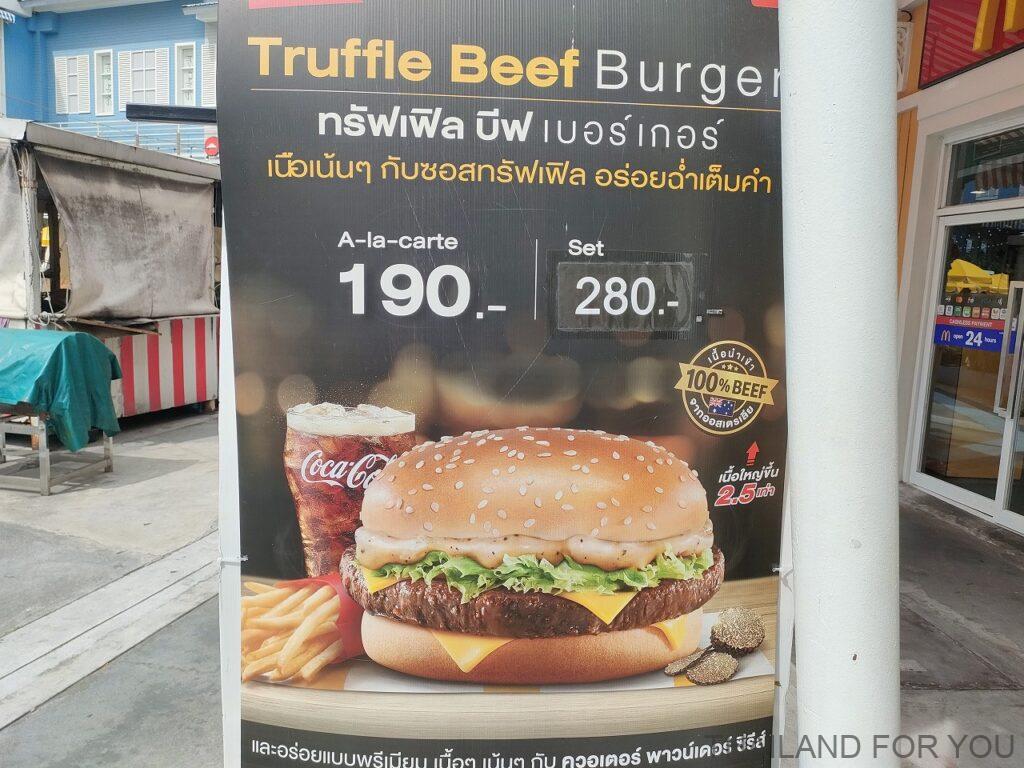 Truffle Beef Burger
ทรัฟเฟิล บีฟ เบอร์เกอร์
เนื้อเน้นๆ กับซอสทรัฟเฟิล อร่อยฉ่ำเต็มคำ
A-la-carte
190.-
Set
280.-
เนื้อนำเข้า
100% BEEF
จากออสเตรเลีย
เนื้อใหญ่ขึ้น
2.5 เท่า
Coca-Co
และอร่อยแบบพรีเมียม เนื้อๆ เน้นๆ กับ ควอเตอร์ พาวน์เดอร์ ซีรีส์
CASHLESS PAYMENT
open 24 hours
THAILAND FOR YOU